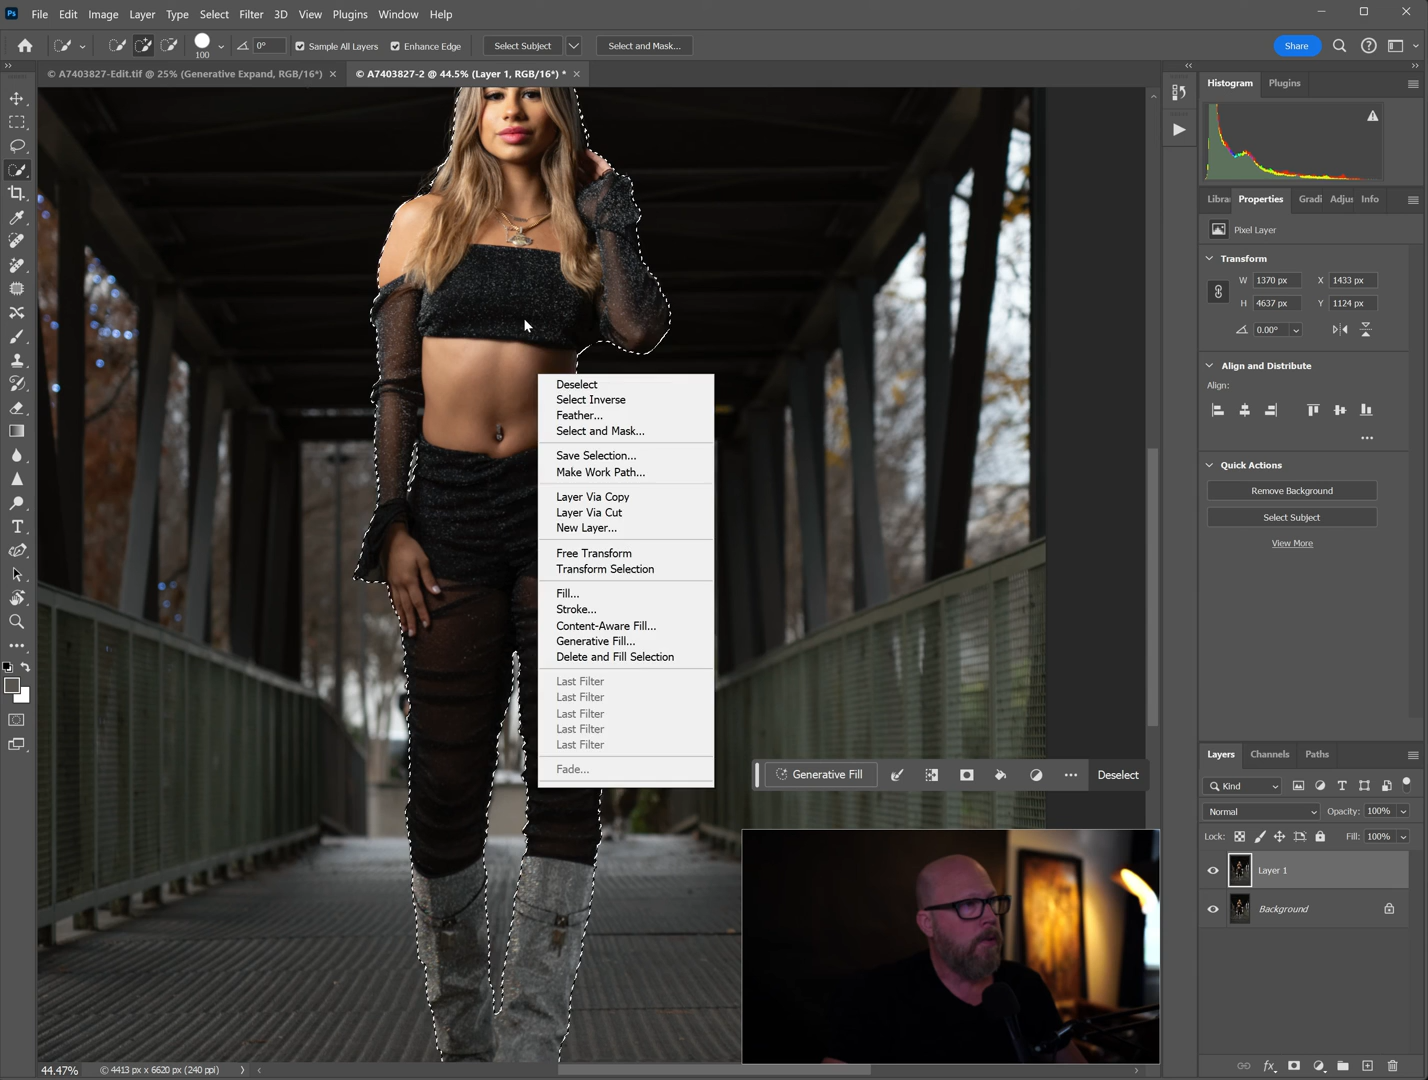 Ps File Edit Image Layer Type Select Filter 3D View Plugins Window Help
100 0° Sample All Layers Enhance Edge Select Subject Select and Mask... Share
© A7403827-Edit.tif @ 25% (Generative Expand, RGB/16*) × © A7403827-2 @ 44.5% (Layer 1, RGB/16*) * ×
Histogram Plugins
Libra Properties Gradi Adjus Info
Pixel Layer
Transform
W 1370 px X 1433 px
H 4637 px Y 1124 px
0.00°
Align and Distribute
Align:
Quick Actions
Remove Background
Select Subject
View More
Deselect
Select Inverse
Feather...
Select and Mask...
Save Selection...
Make Work Path...
Layer Via Copy
Layer Via Cut
New Layer...
Free Transform
Transform Selection
Fill...
Stroke...
Content-Aware Fill...
Generative Fill...
Delete and Fill Selection
Last Filter
Last Filter
Last Filter
Last Filter
Last Filter
Fade...
Generative Fill Deselect
Layers Channels Paths
Kind
Normal Opacity: 100%
Lock: Fill: 100%
Layer 1
Background
fx
44.47% © 4413 px x 6620 px (240 ppi)